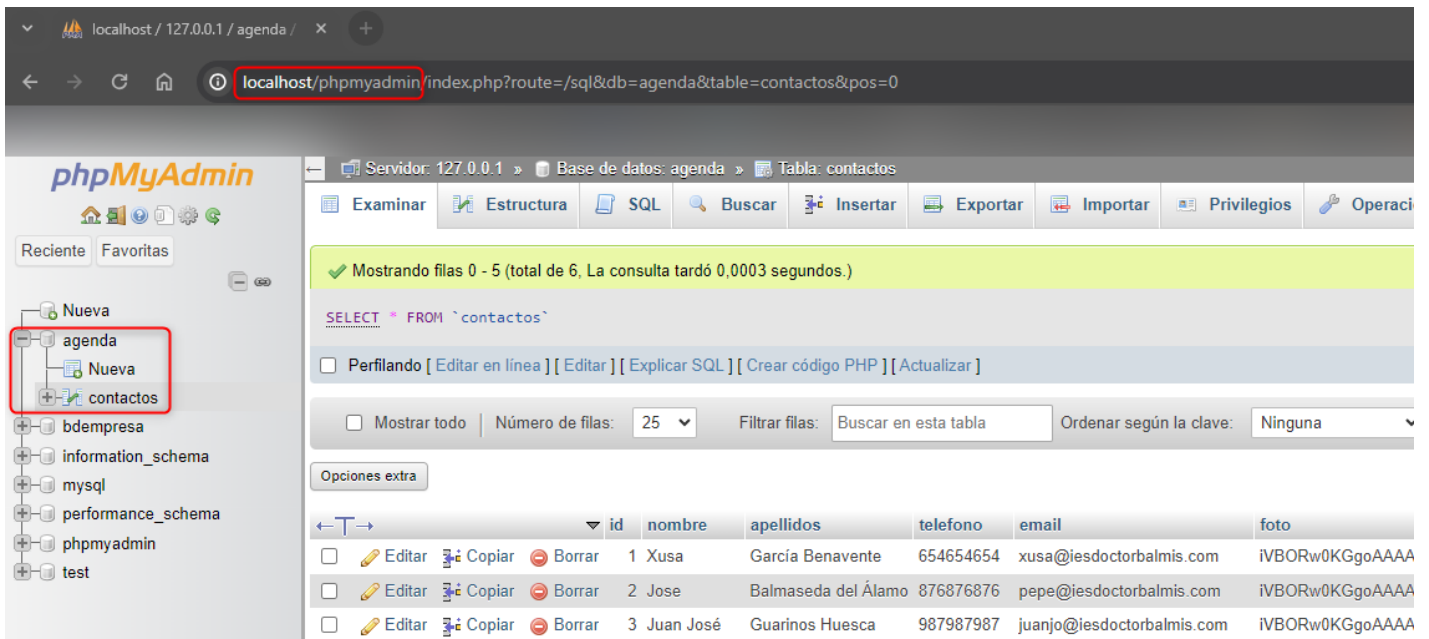 localhost / 127.0.0.1 / agenda /
localhost/phpmyadmin/index.php?route=/sql&db=agenda&table=contactos&pos=0
phpMyAdmin
Reciente Favoritas
Nueva
agenda
Nueva
contactos
bdempresa
information_schema
mysql
performance_schema
phpmyadmin
test
Servidor: 127.0.0.1 » Base de datos: agenda » Tabla: contactos
Examinar Estructura SQL Buscar Insertar Exportar Importar Privilegios Operaci
Mostrando filas 0 - 5 (total de 6, La consulta tardó 0,0003 segundos.)
SELECT * FROM `contactos`
Perfilando [ Editar en línea ] [ Editar ] [ Explicar SQL ] [ Crear código PHP ] [ Actualizar ]
Mostrar todo Número de filas: 25 Filtrar filas: Buscar en esta tabla Ordenar según la clave: Ninguna
Opciones extra
←T→ id nombre apellidos telefono email foto
Editar Copiar Borrar 1 Xusa García Benavente 654654654 xusa@iesdoctorbalmis.com iVBORw0KGgoAAAA
Editar Copiar Borrar 2 Jose Balmaseda del Álamo 876876876 pepe@iesdoctorbalmis.com iVBORw0KGgoAAAA
Editar Copiar Borrar 3 Juan José Guarinos Huesca 987987987 juanjo@iesdoctorbalmis.com iVBORw0KGgoAAAA